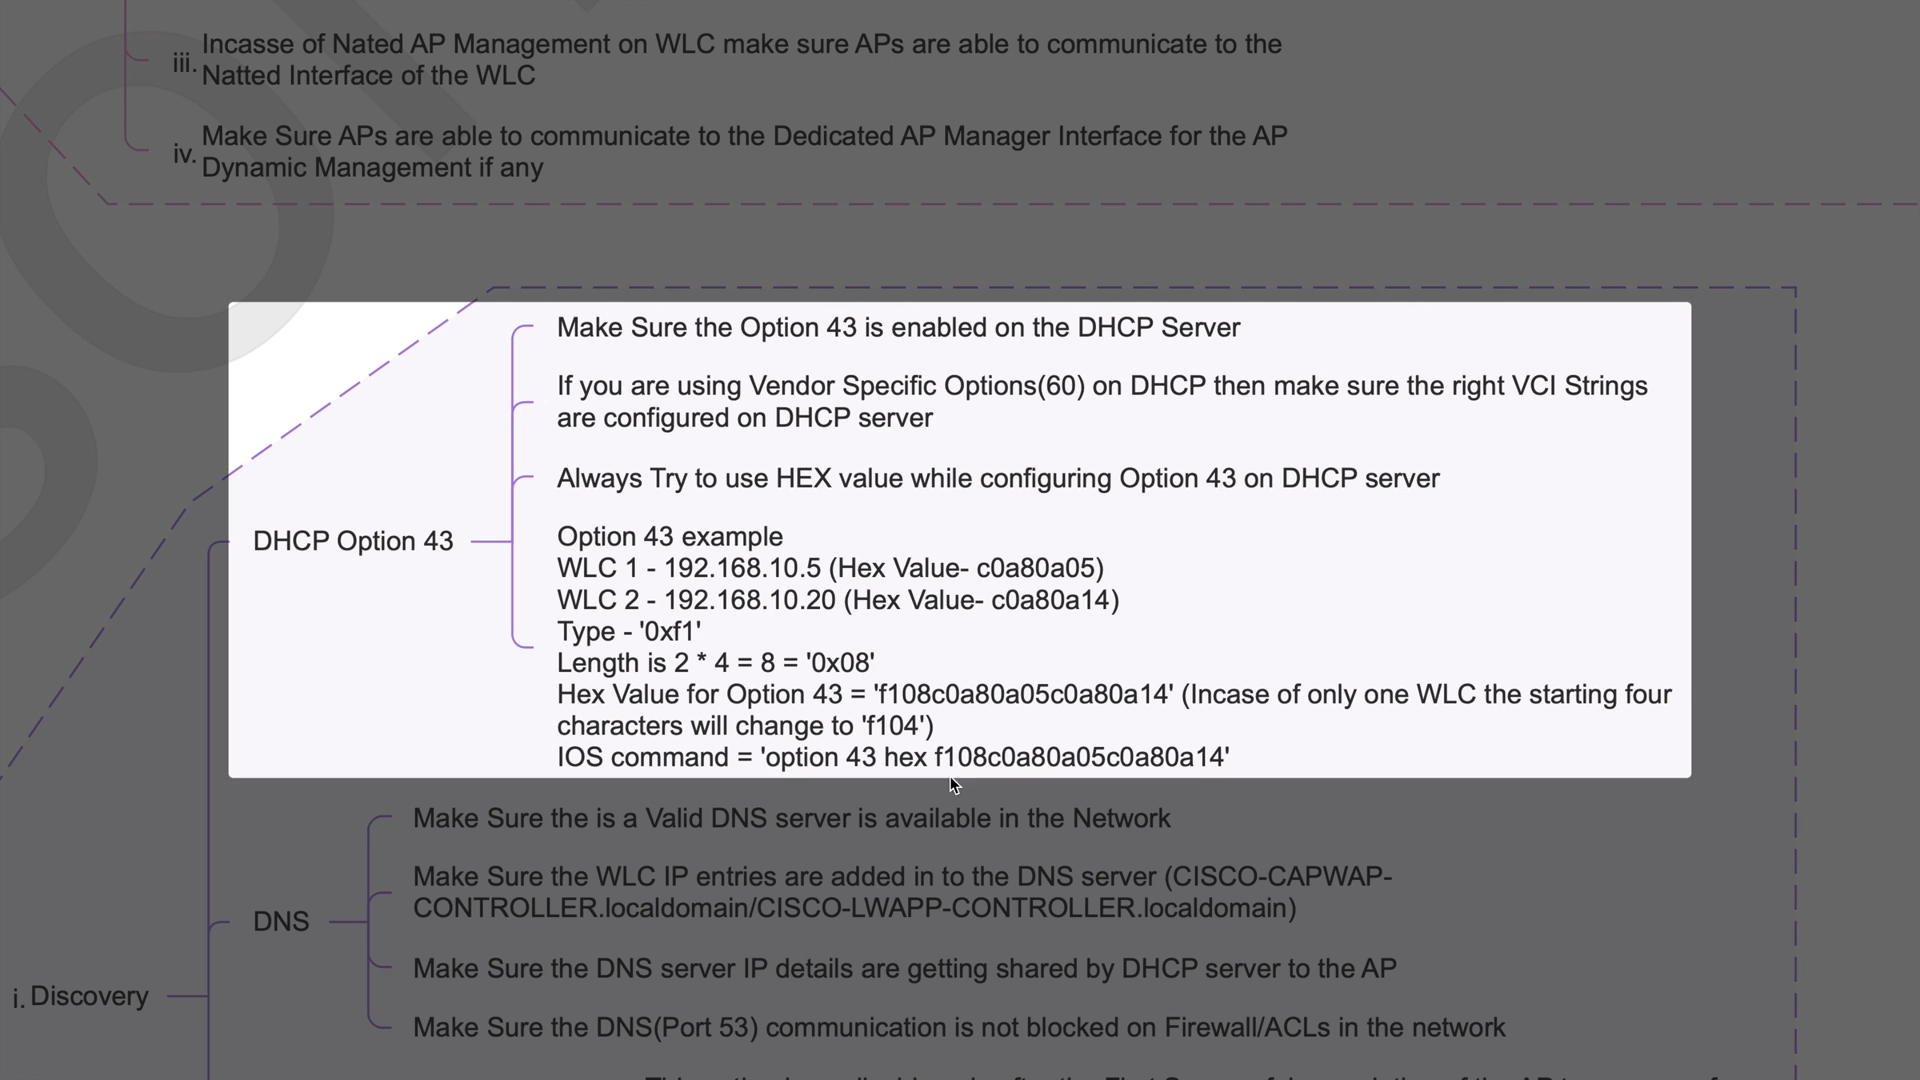 iii. Incasse of Nated AP Management on WLC make sure APs are able to communicate to the
Natted Interface of the WLC
iv. Make Sure APs are able to communicate to the Dedicated AP Manager Interface for the AP
Dynamic Management if any
Make Sure the Option 43 is enabled on the DHCP Server
If you are using Vendor Specific Options(60) on DHCP then make sure the right VCI Strings
are configured on DHCP server
Always Try to use HEX value while configuring Option 43 on DHCP server
DHCP Option 43
Option 43 example
WLC 1 - 192.168.10.5 (Hex Value- c0a80a05)
WLC 2 - 192.168.10.20 (Hex Value- c0a80a14)
Type - '0xf1'
Length is 2 * 4 = 8 = '0x08'
Hex Value for Option 43 = 'f108c0a80a05c0a80a14' (Incase of only one WLC the starting four
characters will change to 'f104')
IOS command = 'option 43 hex f108c0a80a05c0a80a14'
Make Sure the is a Valid DNS server is available in the Network
Make Sure the WLC IP entries are added in to the DNS server (CISCO-CAPWAP-
CONTROLLER.localdomain/CISCO-LWAPP-CONTROLLER.localdomain)
DNS
Make Sure the DNS server IP details are getting shared by DHCP server to the AP
i. Discovery
Make Sure the DNS(Port 53) communication is not blocked on Firewall/ACLs in the network